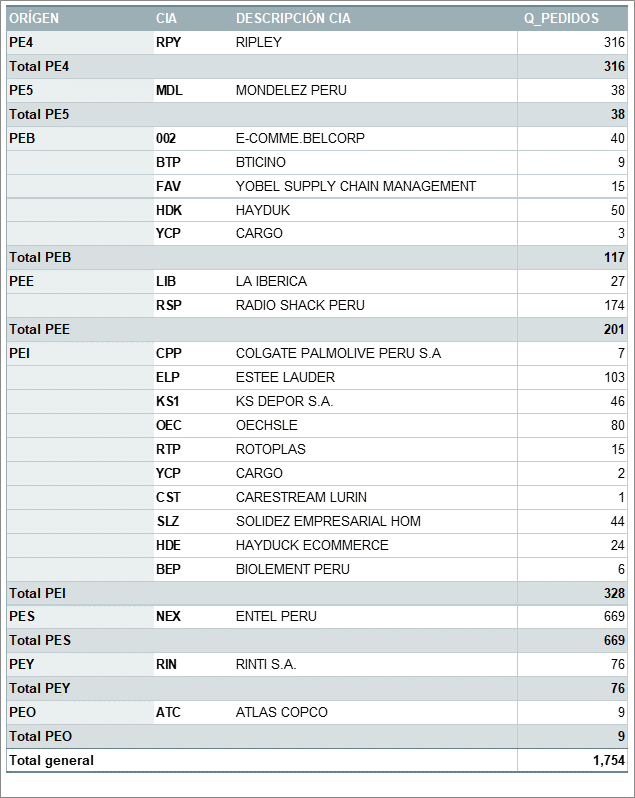 ORÍGEN CIA DESCRIPCIÓN CIA Q_PEDIDOS
PE4 RPY RIPLEY 316
Total PE4 316
PE5 MDL MONDELEZ PERU 38
Total PE5 38
PEB 002 E-COMME.BELCORP 40
BTP BTICINO 9
FAV YOBEL SUPPLY CHAIN MANAGEMENT 15
HDK HAYDUK 50
YCP CARGO 3
Total PEB 117
PEE LIB LA IBERICA 27
RSP RADIO SHACK PERU 174
Total PEE 201
PEI CPP COLGATE PALMOLIVE PERU S.A 7
ELP ESTEE LAUDER 103
KS1 KS DEPOR S.A. 46
OEC OECHSLE 80
RTP ROTOPLAS 15
YCP CARGO 2
CST CARESTREAM LURIN 1
SLZ SOLIDEZ EMPRESARIAL HOM 44
HDE HAYDUCK ECOMMERCE 24
BEP BIOLEMENT PERU 6
Total PEI 328
PES NEX ENTEL PERU 669
Total PES 669
PEY RIN RINTI S.A. 76
Total PEY 76
PEO ATC ATLAS COPCO 9
Total PEO 9
Total general 1,754